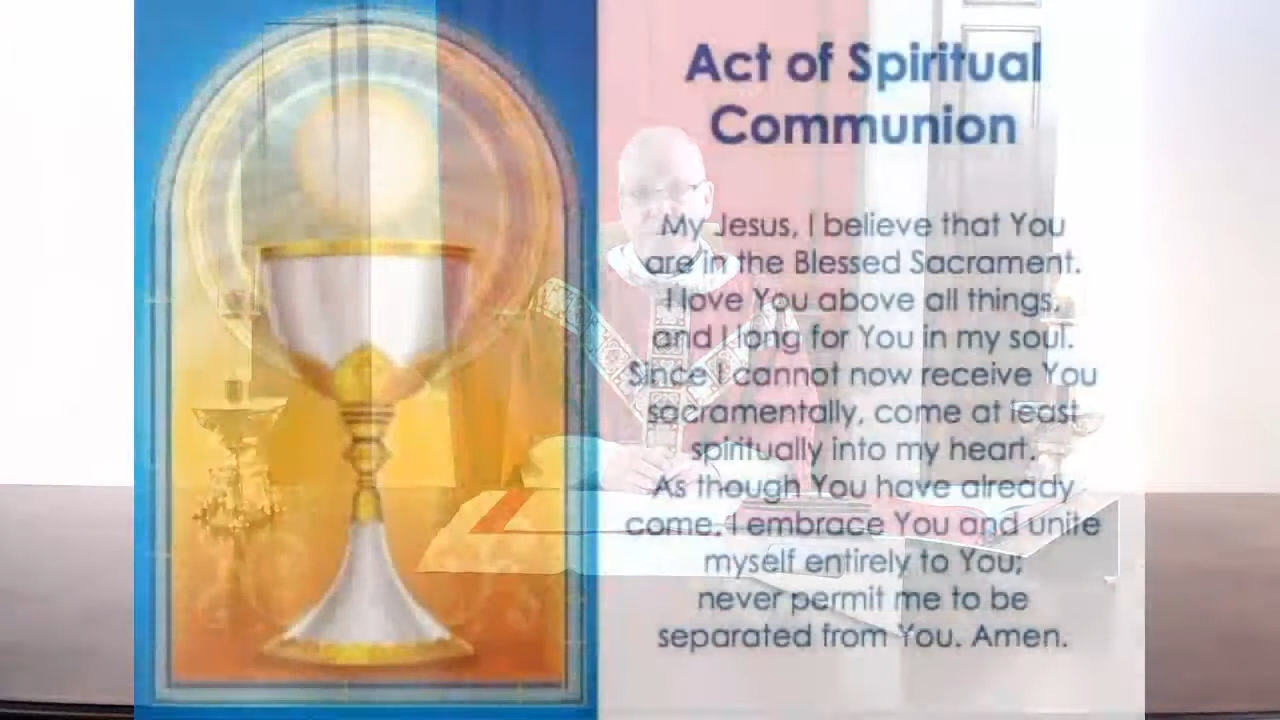 Act of Spiritual
Communion
My Jesus, I believe that You
are in the Blessed Sacrament.
I love You above all things,
and I long for You in my soul.
Since I cannot now receive You
sacramentally, come at least
spiritually into my heart.
As though You have already
come, I embrace You and unite
myself entirely to You;
never permit me to be
separated from You. Amen.